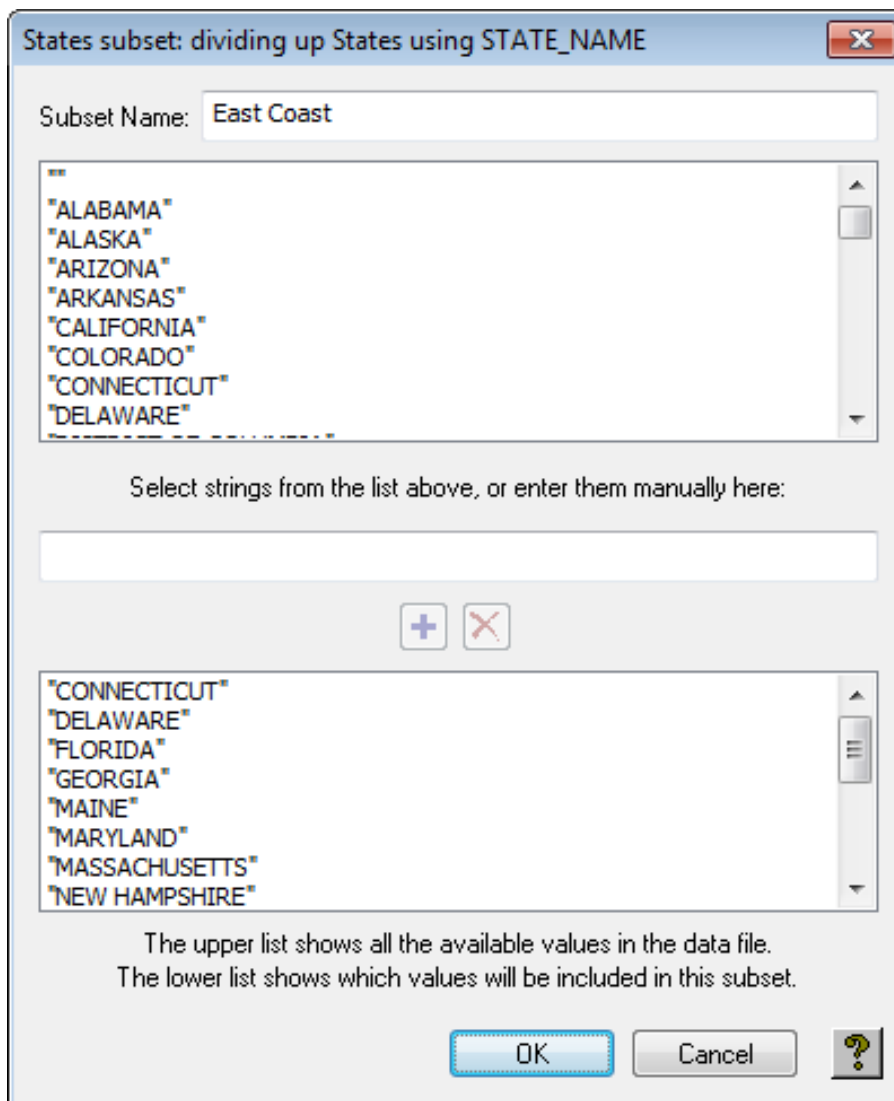 States subset: dividing up States using STATE_NAME
Subset Name: East Coast
""
"ALABAMA"
"ALASKA"
"ARIZONA"
"ARKANSAS"
"CALIFORNIA"
"COLORADO"
"CONNECTICUT"
"DELAWARE"
Select strings from the list above, or enter them manually here:
"CONNECTICUT"
"DELAWARE"
"FLORIDA"
"GEORGIA"
"MAINE"
"MARYLAND"
"MASSACHUSETTS"
"NEW HAMPSHIRE"
The upper list shows all the available values in the data file.
The lower list shows which values will be included in this subset.
OK Cancel ?